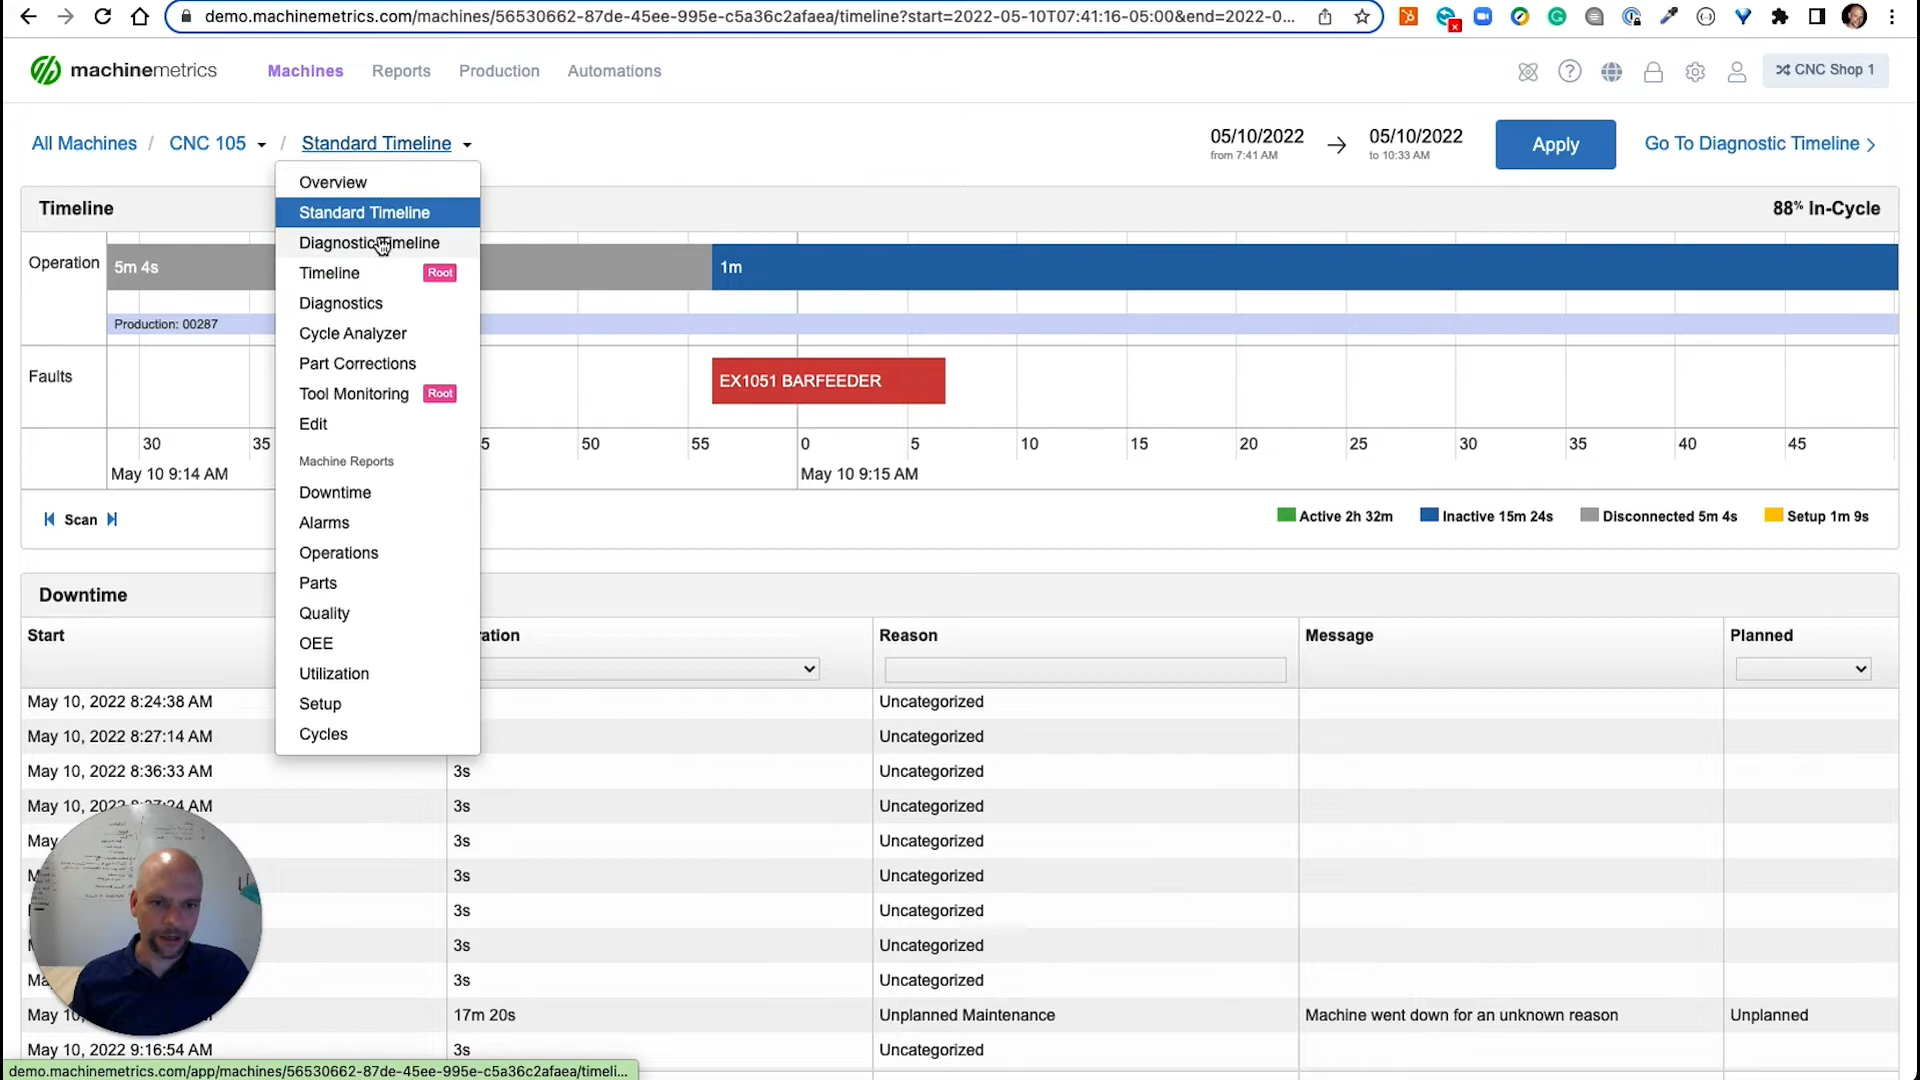 demo.machinemetrics.com/machines/56530662-87de-45ee-995e-c5a36c2afaea/timeline?start=2022-05-10T07:41:16-05:00&end=2022-0...
machinemetrics
Machines
Reports
Production
Automations
CNC Shop 1
All Machines / CNC 105 / Standard Timeline
05/10/2022
from 7:41 AM
05/10/2022
to 10:33 AM
Apply
Go To Diagnostic Timeline
Overview
Standard Timeline
Diagnostic Timeline
Timeline Root
Diagnostics
Cycle Analyzer
Part Corrections
Tool Monitoring Root
Edit
Machine Reports
Downtime
Alarms
Operations
Parts
Quality
OEE
Utilization
Setup
Cycles
Timeline
88% In-Cycle
Operation
5m 4s
1m
Production: 00287
Faults
EX1051 BARFEEDER
30 35 5 50 55 0 5 10 15 20 25 30 35 40 45
May 10 9:14 AM
May 10 9:15 AM
Scan
Active 2h 32m
Inactive 15m 24s
Disconnected 5m 4s
Setup 1m 9s
Downtime
Start ration Reason Message Planned
May 10, 2022 8:24:38 AM Uncategorized
May 10, 2022 8:27:14 AM Uncategorized
May 10, 2022 8:36:33 AM 3s Uncategorized
May 10, 2022 AM 3s Uncategorized
May 3s Uncategorized
3s Uncategorized
3s Uncategorized
3s Uncategorized
3s Uncategorized
May 10, 17m 20s Unplanned Maintenance Machine went down for an unknown reason Unplanned
May 10, 2022 9:16:54 AM 3s Uncategorized
demo.machinemetrics.com/app/machines/56530662-87de-45ee-995e-c5a36c2afaea/timeli...